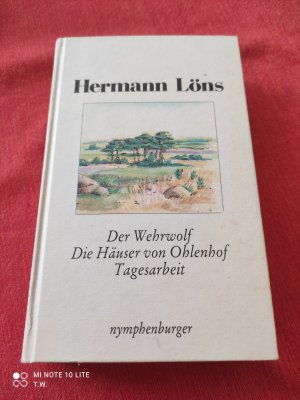 Hermann Löns
Der Wehrwolf
Die Häuser von Ohlenhof
Tagesarbeit
nymphenburger
MI NOTE 10 LITE
T.W.